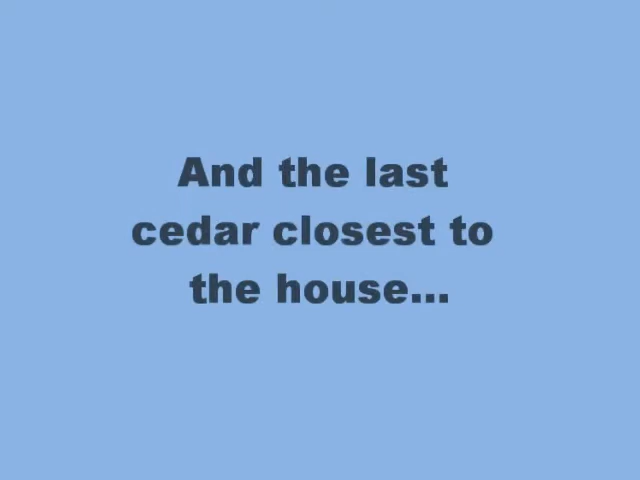 And the last
cedar closest to
the house...